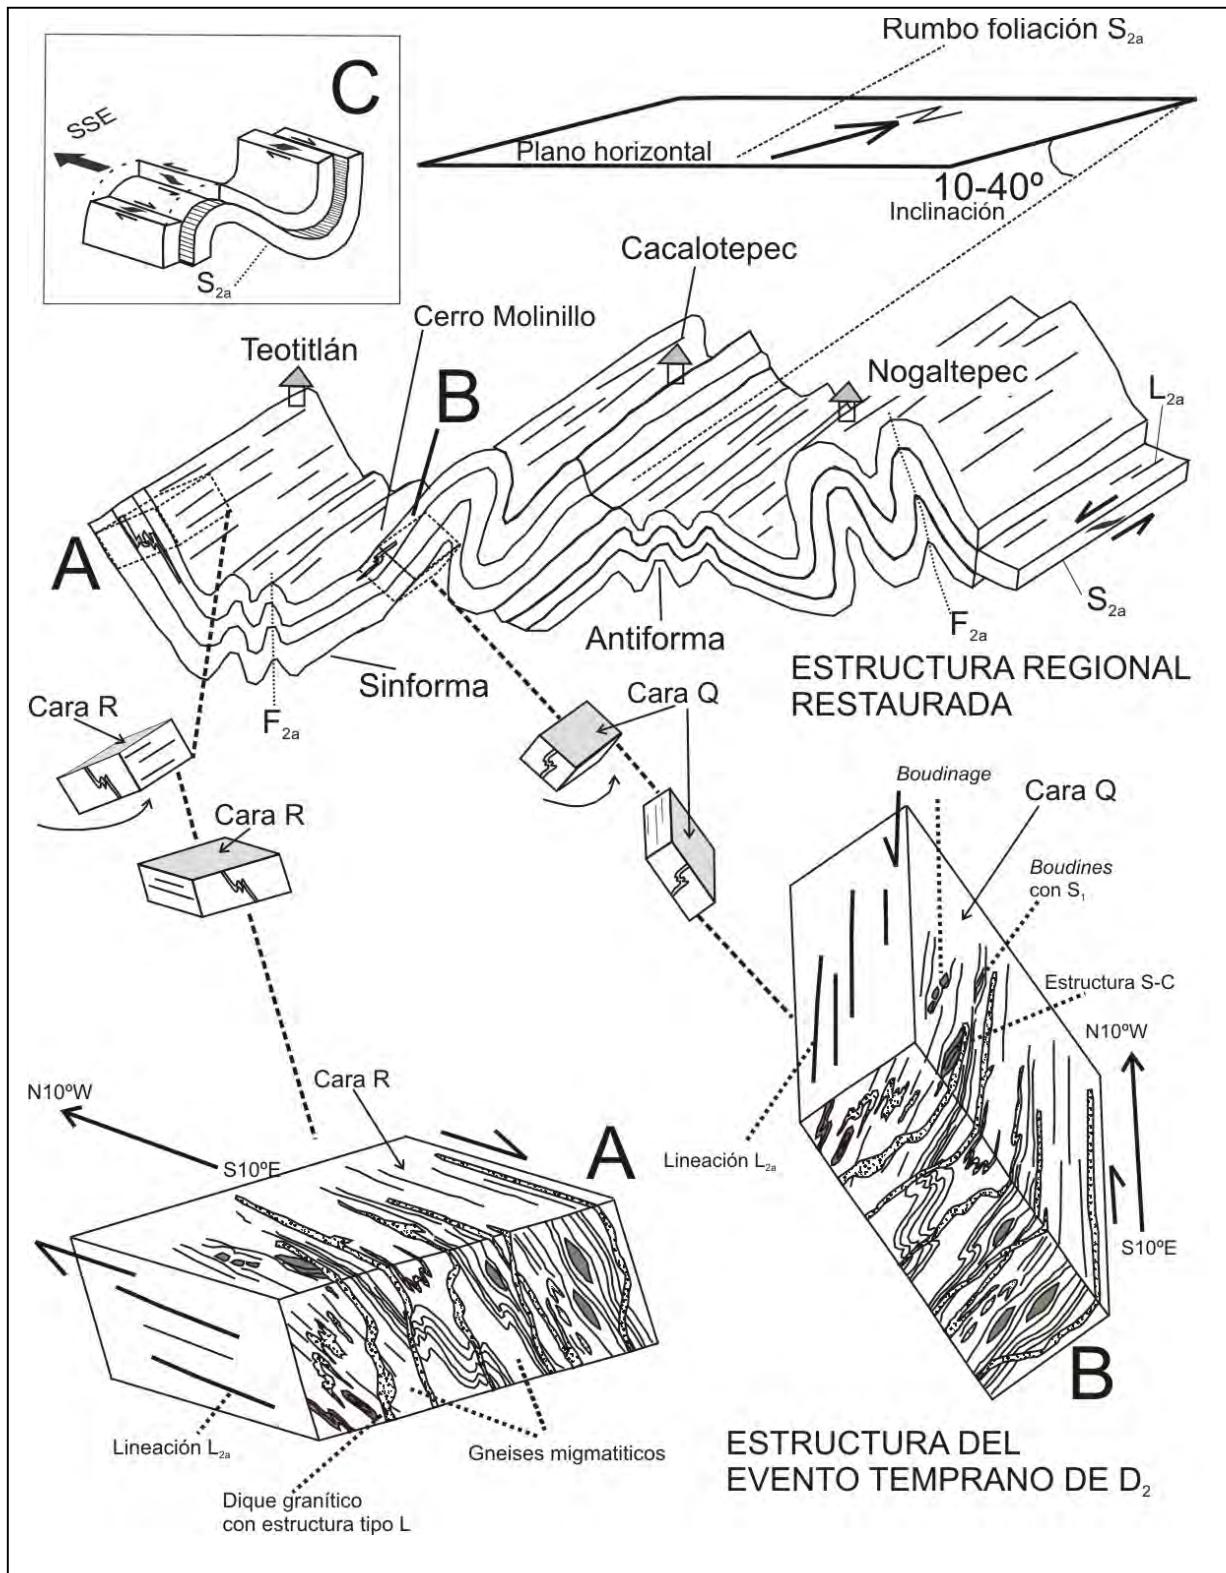 Rumbo foliación S2a
C
SSE
S2a
Plano horizontal
N
10-40º
Inclinación
Cacalotepec
Cerro Molinillo
Teotitlán
B
Nogaltepec
L2a
A
S2a
F2a
Antiforma
ESTRUCTURA REGIONAL
RESTAURADA
Sinforma
F2a
Cara R
Cara Q
Cara R
Boudinage
Cara Q
Boudines
con S1
Estructura S-C
N10ºW
S10ºE
Lineación L2a
B
Cara R
N10ºW
S10ºE
A
Lineación L2a
Gneises migmatiticos
Dique granítico
con estructura tipo L
ESTRUCTURA DEL
EVENTO TEMPRANO DE D2